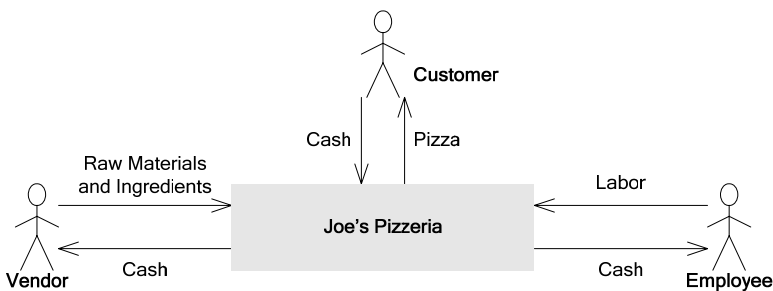 Customer
Cash
Pizza
Raw Materials
and Ingredients
Labor
Joe's Pizzeria
Cash
Cash
Vendor
Employee